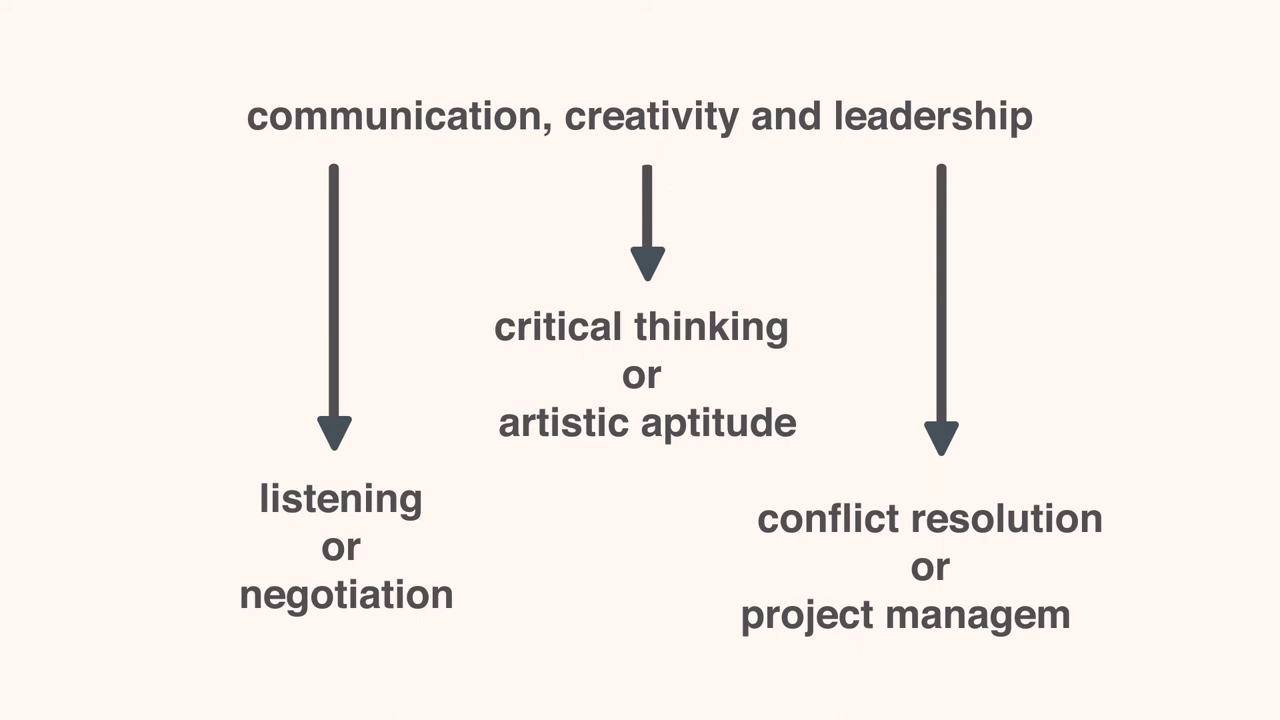 communication, creativity and leadership
critical thinking
or
artistic aptitude
listening
or
negotiation
conflict resolution
or
project managem